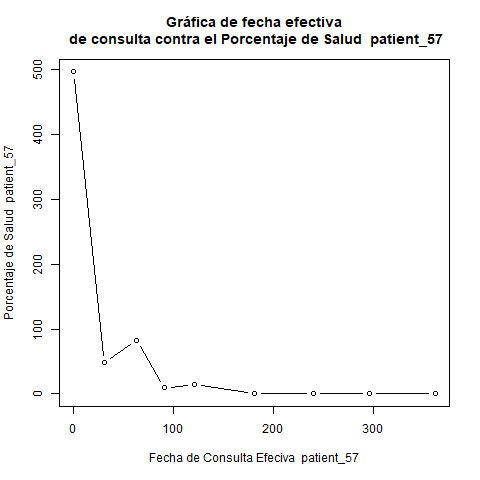 Gráfica de fecha efectiva
de consulta contra el Porcentaje de Salud patient_57
Porcentaje de Salud patient_57
500
400
300
200
100
0
0 100 200 300
Fecha de Consulta Efeciva patient_57